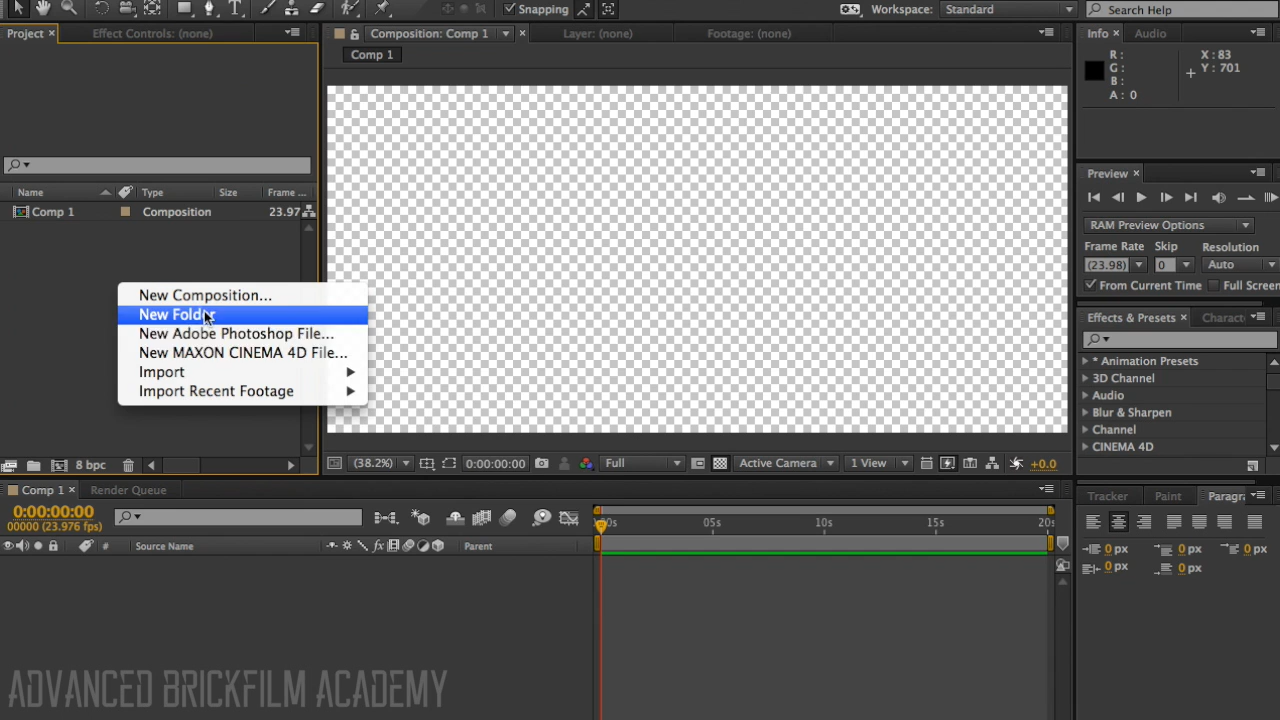 Snapping
Workspace: Standard
Search Help
Project
Effect Controls: (none)
Composition: Comp 1
Layer: (none)
Footage: (none)
Info
Audio
Comp 1
R:
G:
B:
A: 0
X: 83
Y: 701
Preview
Name
Type
Size
Frame ...
Comp 1
Composition
23.97
RAM Preview Options
Frame Rate
Skip
Resolution
(23.98)
0
Auto
From Current Time
Full Screen
New Composition...
New Folder
New Adobe Photoshop File...
New MAXON CINEMA 4D File...
Import
Import Recent Footage
Effects & Presets
Charact
* Animation Presets
3D Channel
Audio
Blur & Sharpen
Channel
CINEMA 4D
8 bpc
(38.2%)
0:00:00:00
Full
Active Camera
1 View
+0.0
Comp 1
Render Queue
Tracker
Paint
Paragra
0:00:00:00
00000 (23.976 fps)
05s
10s
15s
20s
#
Source Name
fx
Parent
0 px
0 px
0 px
0 px
0 px
ADVANCED BRICKFILM ACADEMY